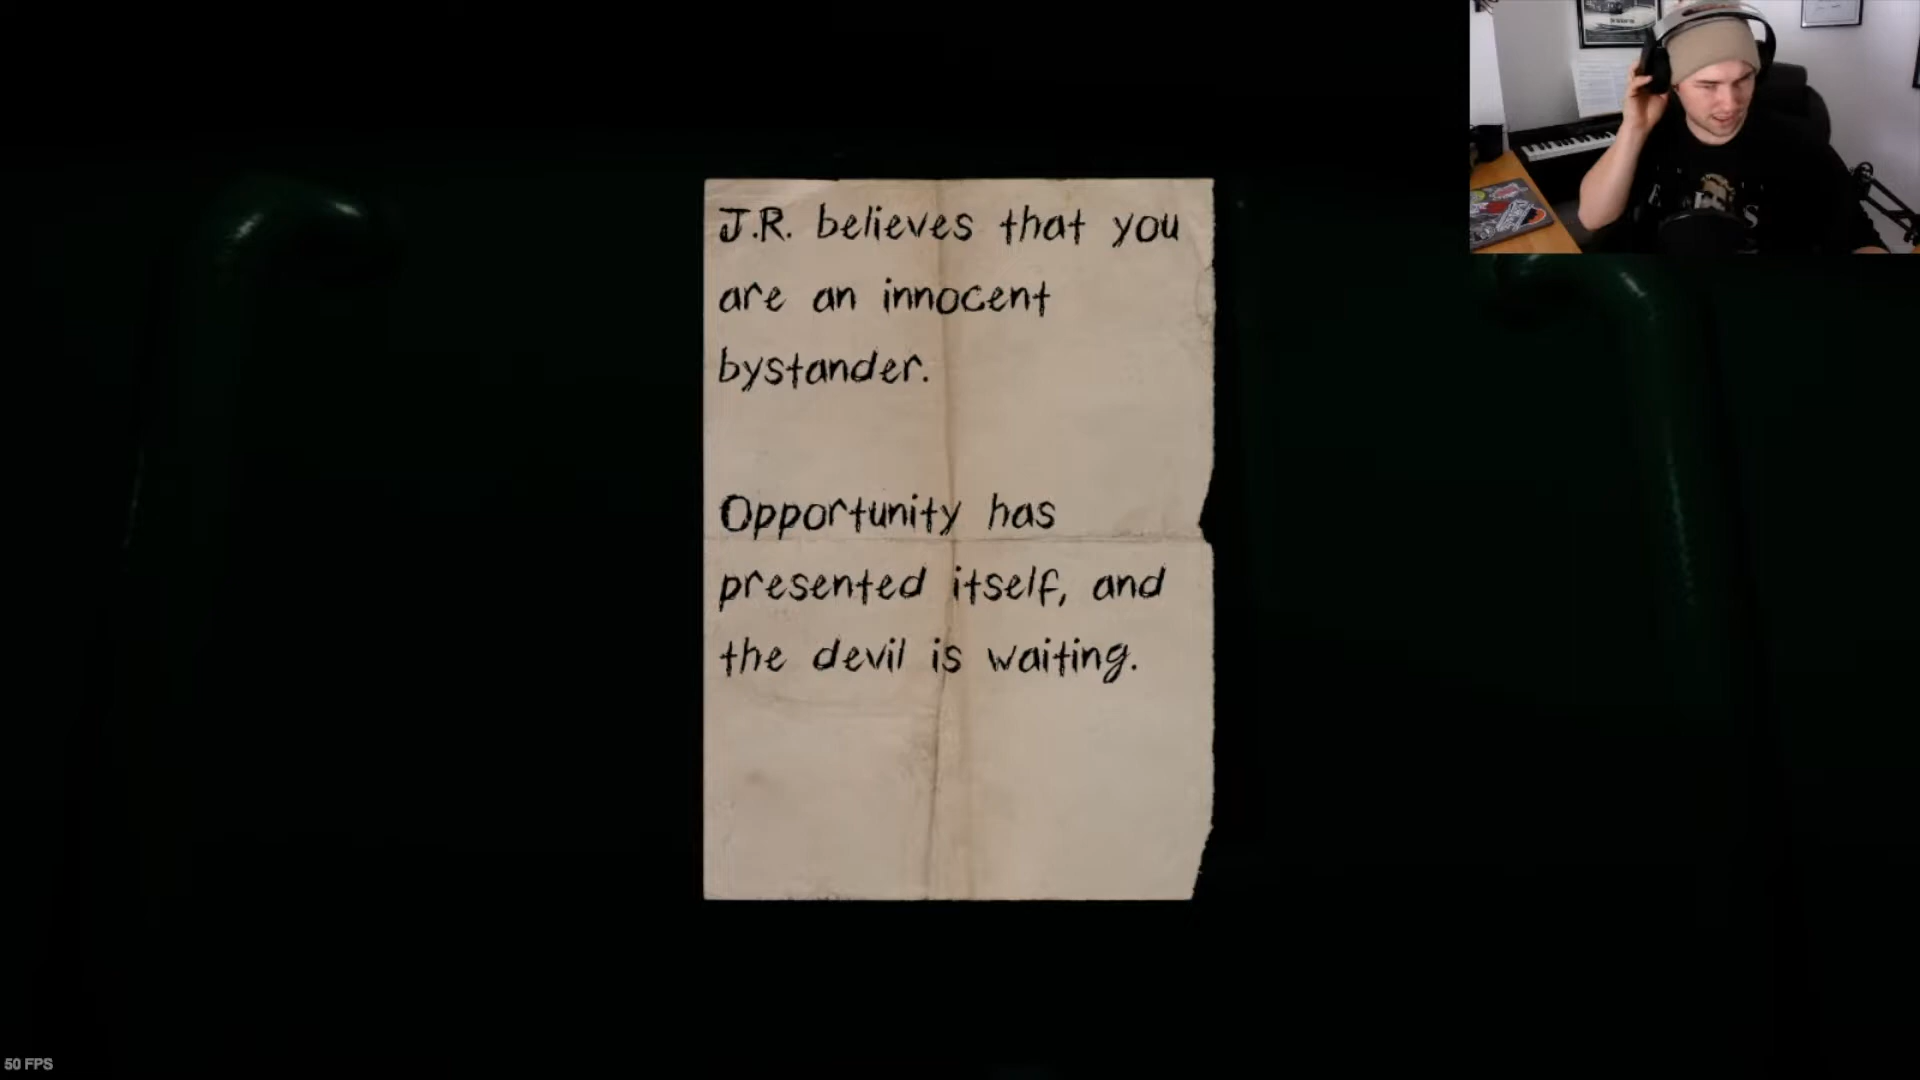 J.R. believes that you
are an innocent
bystander.
Opportunity has
presented itself, and
the devil is waiting.
50 FPS